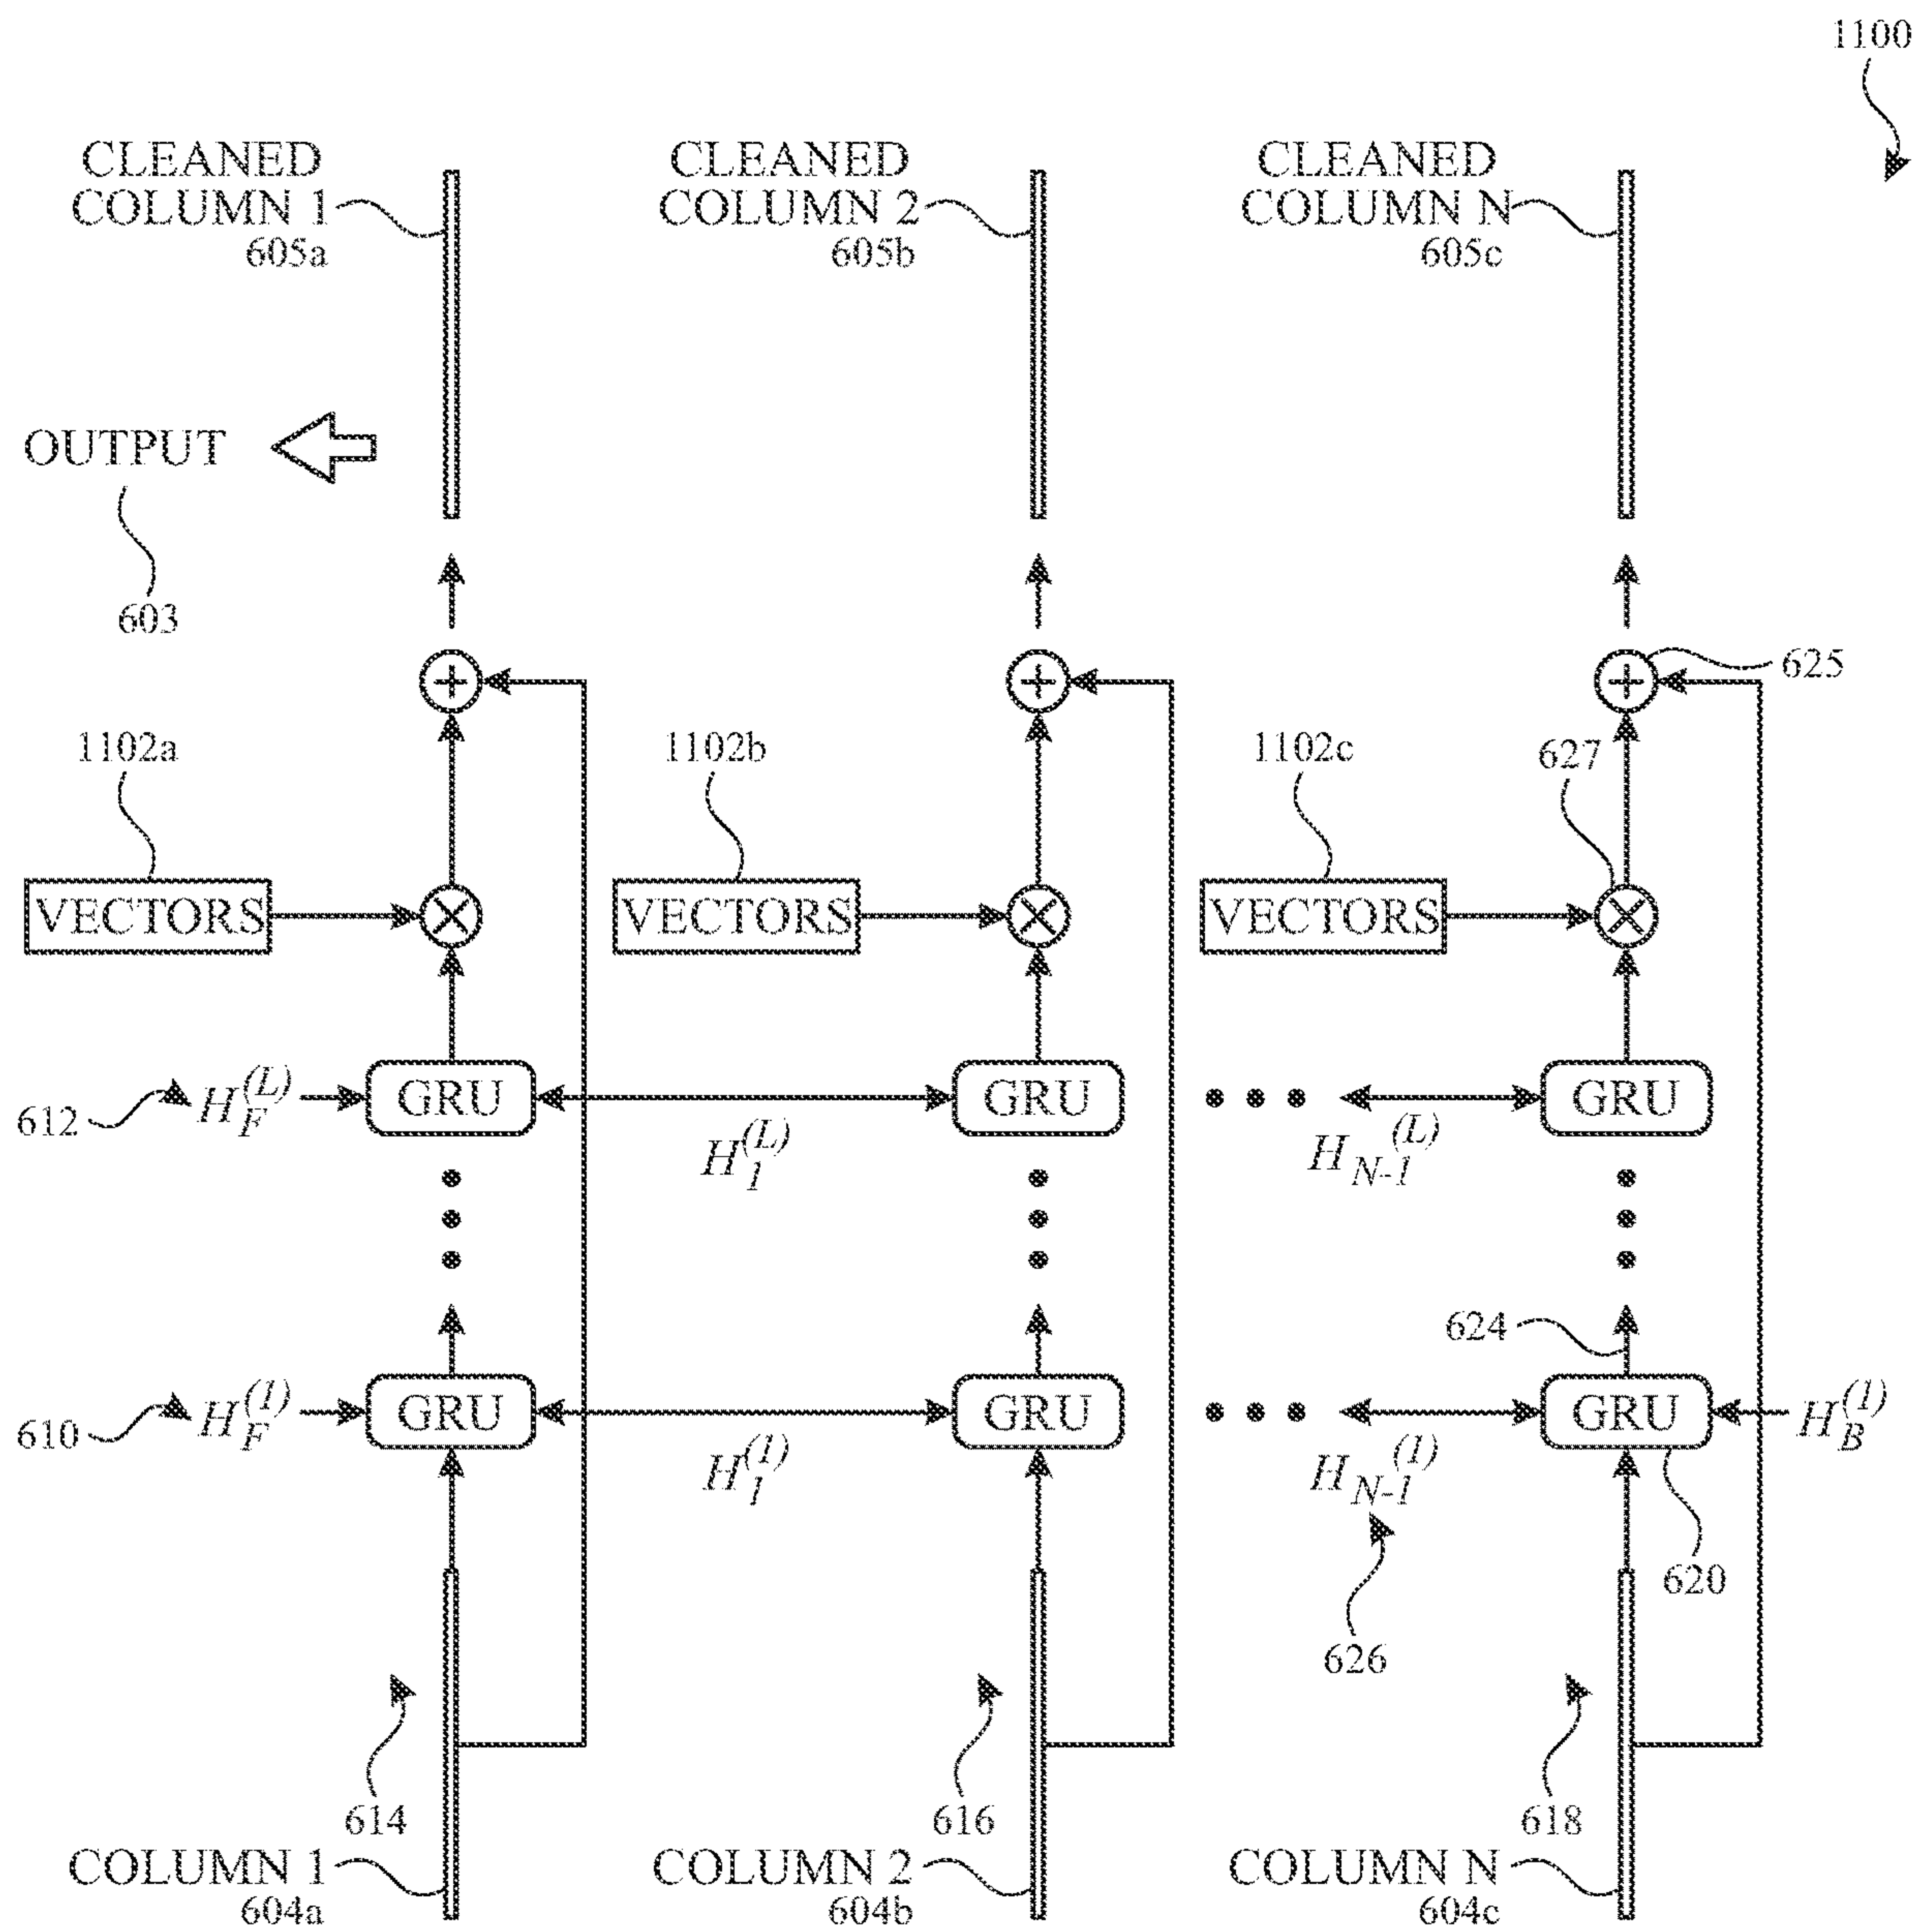 1100
CLEANED
COLUMN 1
605a
CLEANED
COLUMN 2
605b
CLEANED
COLUMN N
605c
OUTPUT
603
625
1102a
1102b
1102c
627
VECTORS
VECTORS
VECTORS
612
H_F^(L)
GRU
GRU
GRU
H_1^(L)
H_N-1^(L)
624
610
H_F^(1)
GRU
GRU
GRU
H_B^(1)
H_1^(1)
H_N-1^(1)
620
626
614
616
618
COLUMN 1
604a
COLUMN 2
604b
COLUMN N
604c